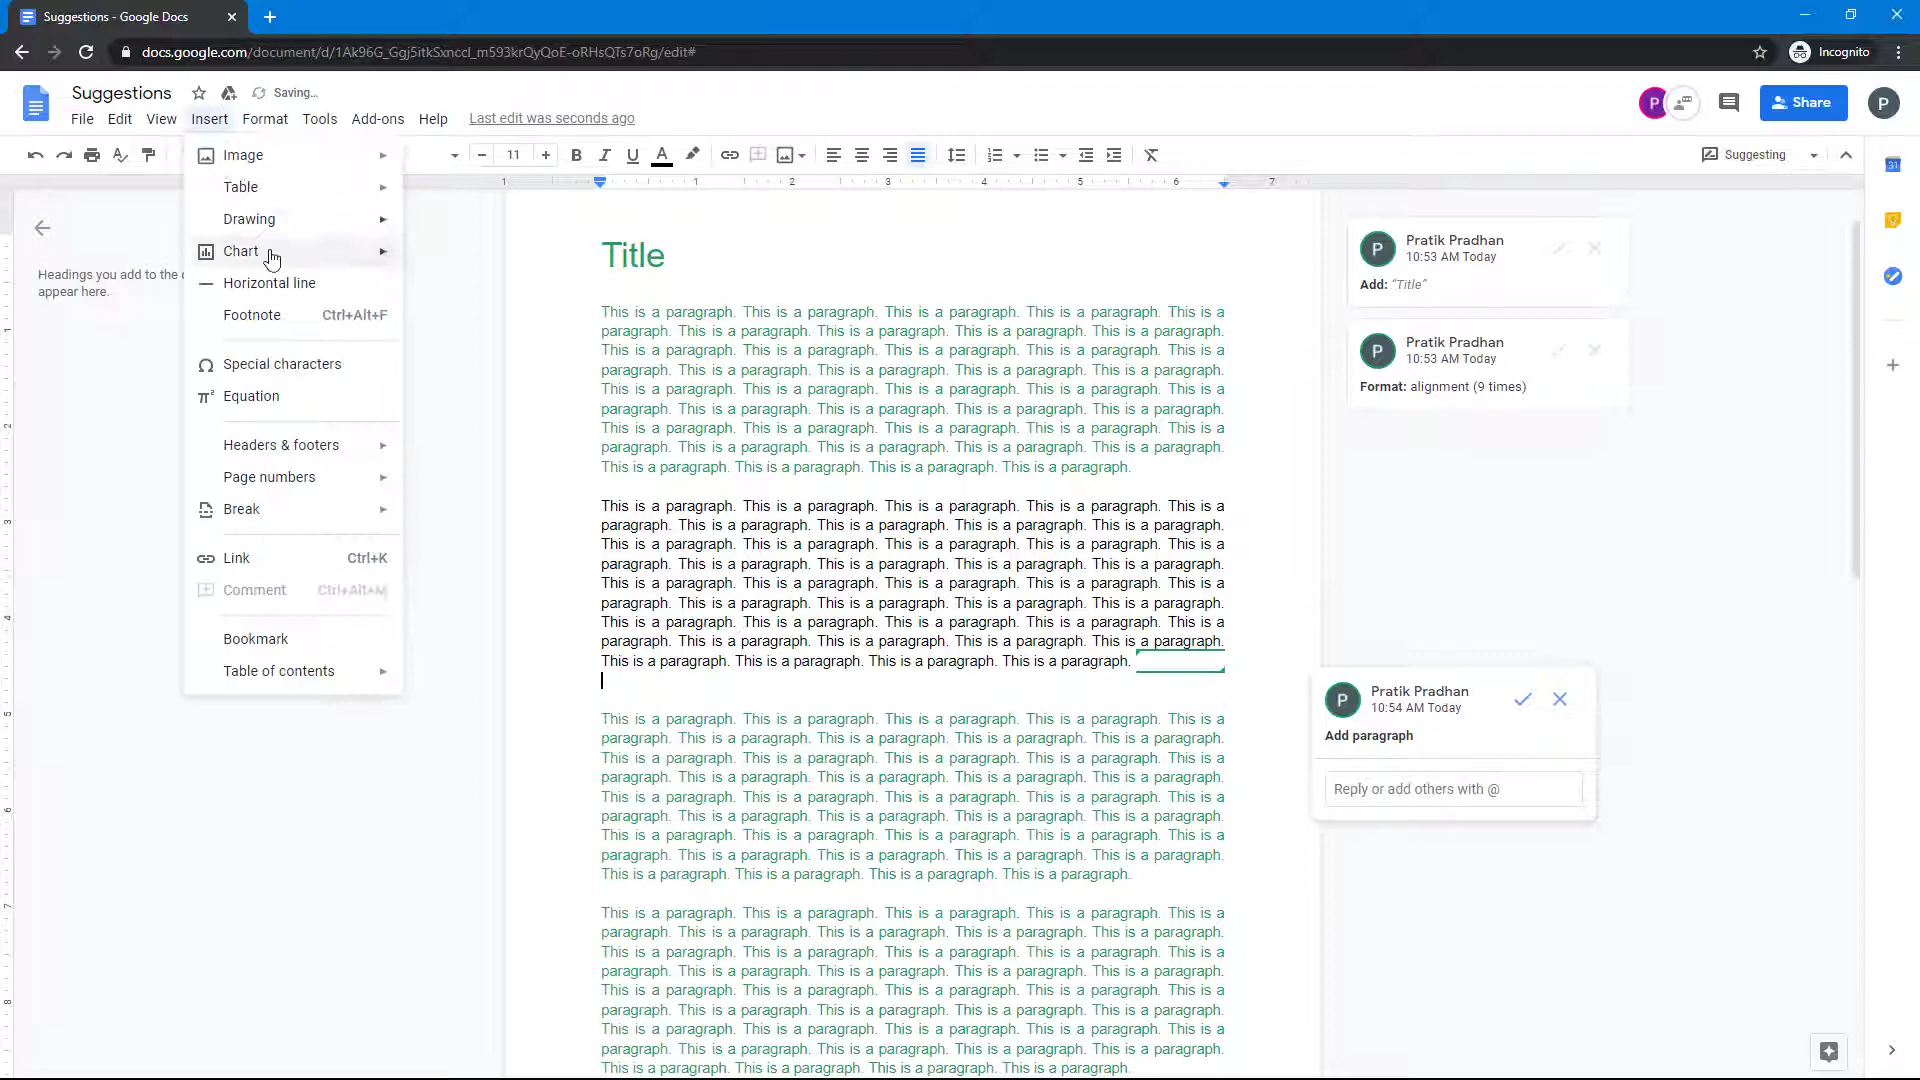 Suggestions - Google Docs
docs.google.com/document/d/1Ak96G_Ggj5itkSxnccl_m593krQyQoE-oRHsQTs7oRg/edit#
Incognito
Suggestions
Saving...
File Edit View Insert Format Tools Add-ons Help Last edit was seconds ago
P
Share
P
11
Suggesting
1 1 2 3 4 5 6 7
Headings you add to the
appear here.
Image
Table
Drawing
Chart
Horizontal line
Footnote Ctrl+Alt+F
Special characters
Equation
Headers & footers
Page numbers
Break
Link Ctrl+K
Comment Ctrl+Alt+M
Bookmark
Table of contents
1
2
3
4
5
6
7
8
Title
This is a paragraph. This is a paragraph. This is a paragraph. This is a paragraph. This is a
paragraph. This is a paragraph. This is a paragraph. This is a paragraph. This is a paragraph.
This is a paragraph. This is a paragraph. This is a paragraph. This is a paragraph. This is a
paragraph. This is a paragraph. This is a paragraph. This is a paragraph. This is a paragraph.
This is a paragraph. This is a paragraph. This is a paragraph. This is a paragraph. This is a
paragraph. This is a paragraph. This is a paragraph. This is a paragraph. This is a paragraph.
This is a paragraph. This is a paragraph. This is a paragraph. This is a paragraph. This is a
paragraph. This is a paragraph. This is a paragraph. This is a paragraph. This is a paragraph.
This is a paragraph. This is a paragraph. This is a paragraph. This is a paragraph.
This is a paragraph. This is a paragraph. This is a paragraph. This is a paragraph. This is a
paragraph. This is a paragraph. This is a paragraph. This is a paragraph. This is a paragraph.
This is a paragraph. This is a paragraph. This is a paragraph. This is a paragraph. This is a
paragraph. This is a paragraph. This is a paragraph. This is a paragraph. This is a paragraph.
This is a paragraph. This is a paragraph. This is a paragraph. This is a paragraph. This is a
paragraph. This is a paragraph. This is a paragraph. This is a paragraph. This is a paragraph.
This is a paragraph. This is a paragraph. This is a paragraph. This is a paragraph. This is a
paragraph. This is a paragraph. This is a paragraph. This is a paragraph. This is a paragraph.
This is a paragraph. This is a paragraph. This is a paragraph. This is a paragraph.
This is a paragraph. This is a paragraph. This is a paragraph. This is a paragraph. This is a
paragraph. This is a paragraph. This is a paragraph. This is a paragraph. This is a paragraph.
This is a paragraph. This is a paragraph. This is a paragraph. This is a paragraph. This is a
paragraph. This is a paragraph. This is a paragraph. This is a paragraph. This is a paragraph.
This is a paragraph. This is a paragraph. This is a paragraph. This is a paragraph. This is a
paragraph. This is a paragraph. This is a paragraph. This is a paragraph. This is a paragraph.
This is a paragraph. This is a paragraph. This is a paragraph. This is a paragraph. This is a
paragraph. This is a paragraph. This is a paragraph. This is a paragraph. This is a paragraph.
This is a paragraph. This is a paragraph. This is a paragraph. This is a paragraph.
This is a paragraph. This is a paragraph. This is a paragraph. This is a paragraph. This is a
paragraph. This is a paragraph. This is a paragraph. This is a paragraph. This is a paragraph.
This is a paragraph. This is a paragraph. This is a paragraph. This is a paragraph. This is a
paragraph. This is a paragraph. This is a paragraph. This is a paragraph. This is a paragraph.
This is a paragraph. This is a paragraph. This is a paragraph. This is a paragraph. This is a
paragraph. This is a paragraph. This is a paragraph. This is a paragraph. This is a paragraph.
This is a paragraph. This is a paragraph. This is a paragraph. This is a paragraph. This is a
paragraph. This is a paragraph. This is a paragraph. This is a paragraph. This is a paragraph.
This is a paragraph. This is a paragraph. This is a paragraph. This is a paragraph.
P
Pratik Pradhan
10:53 AM Today
Add: “Title”
P
Pratik Pradhan
10:53 AM Today
Format: alignment (9 times)
P
Pratik Pradhan
10:54 AM Today
Add paragraph
Reply or add others with @
31